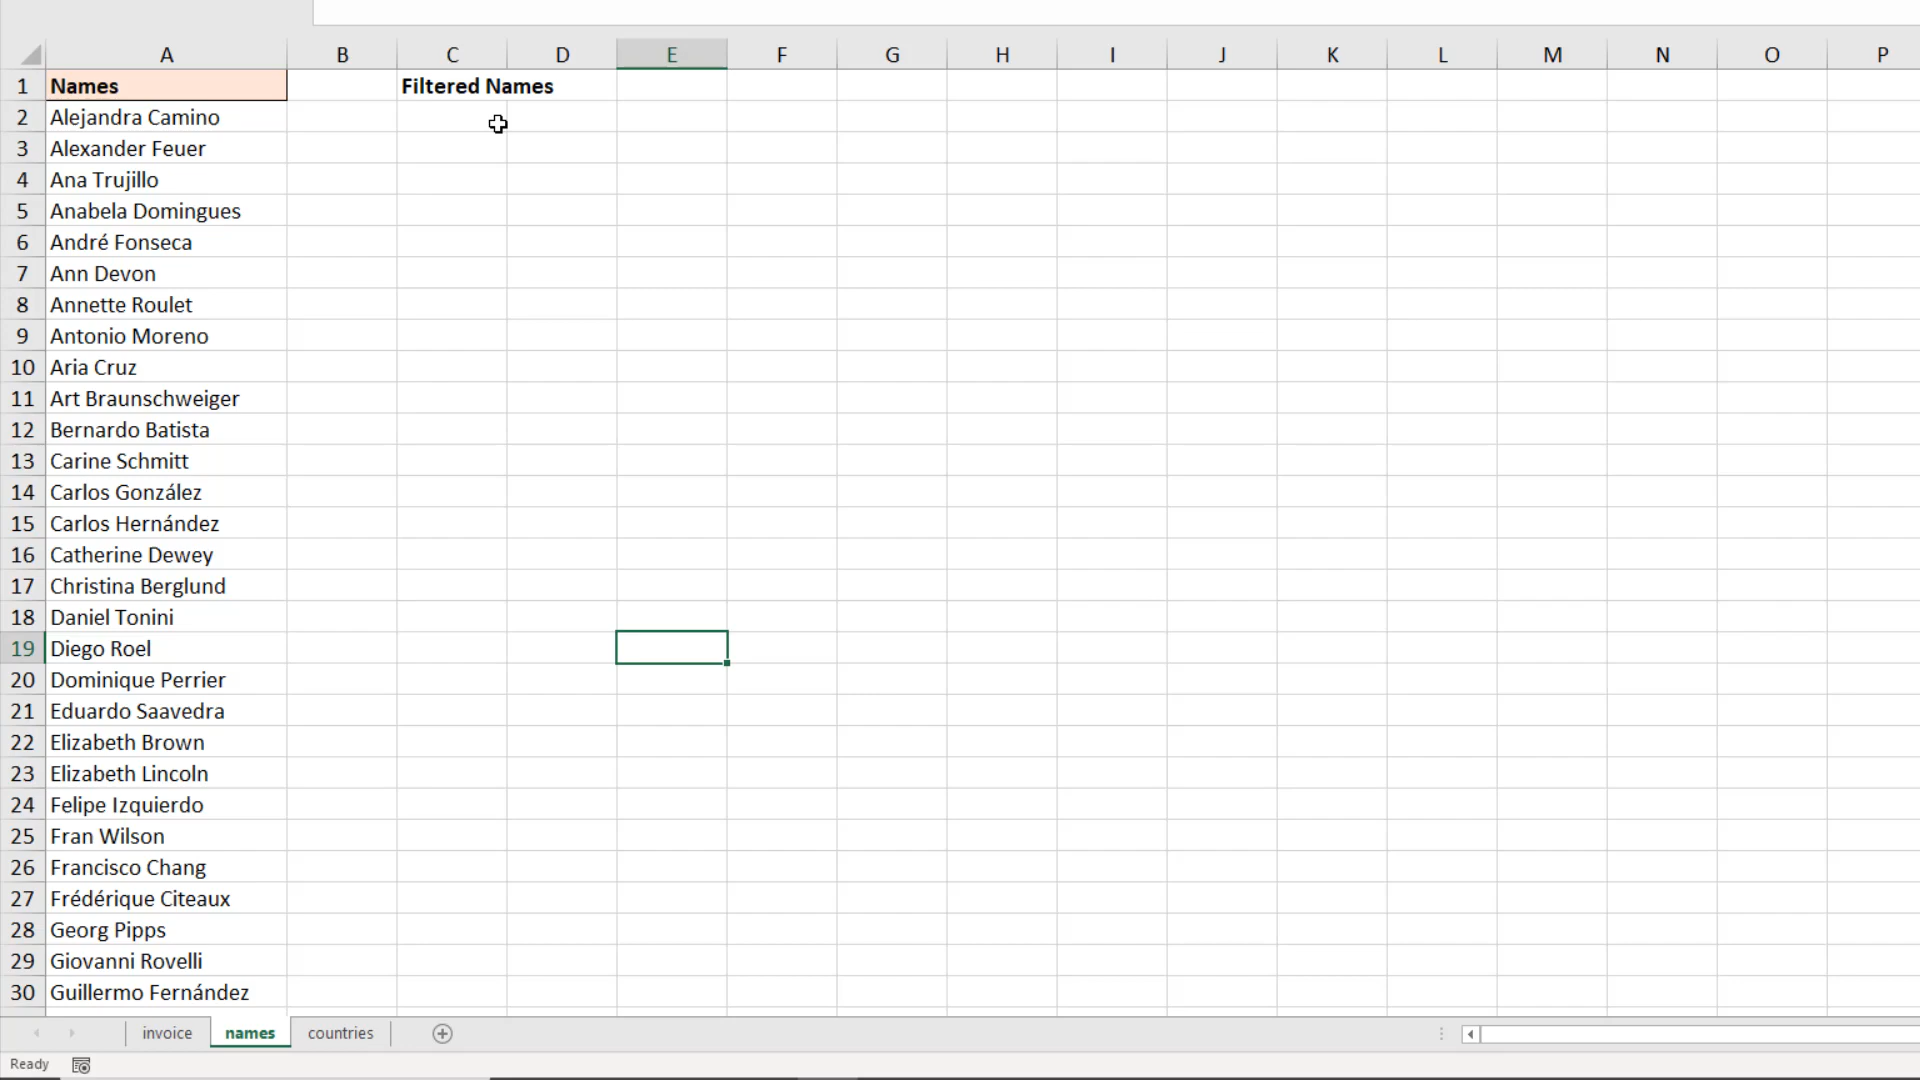 A B C D E F G H I J K L M N O P
1 Names Filtered Names
2 Alejandra Camino
3 Alexander Feuer
4 Ana Trujillo
5 Anabela Domingues
6 André Fonseca
7 Ann Devon
8 Annette Roulet
9 Antonio Moreno
10 Aria Cruz
11 Art Braunschweiger
12 Bernardo Batista
13 Carine Schmitt
14 Carlos González
15 Carlos Hernández
16 Catherine Dewey
17 Christina Berglund
18 Daniel Tonini
19 Diego Roel
20 Dominique Perrier
21 Eduardo Saavedra
22 Elizabeth Brown
23 Elizabeth Lincoln
24 Felipe Izquierdo
25 Fran Wilson
26 Francisco Chang
27 Frédérique Citeaux
28 Georg Pipps
29 Giovanni Rovelli
30 Guillermo Fernández
invoice names countries
Ready